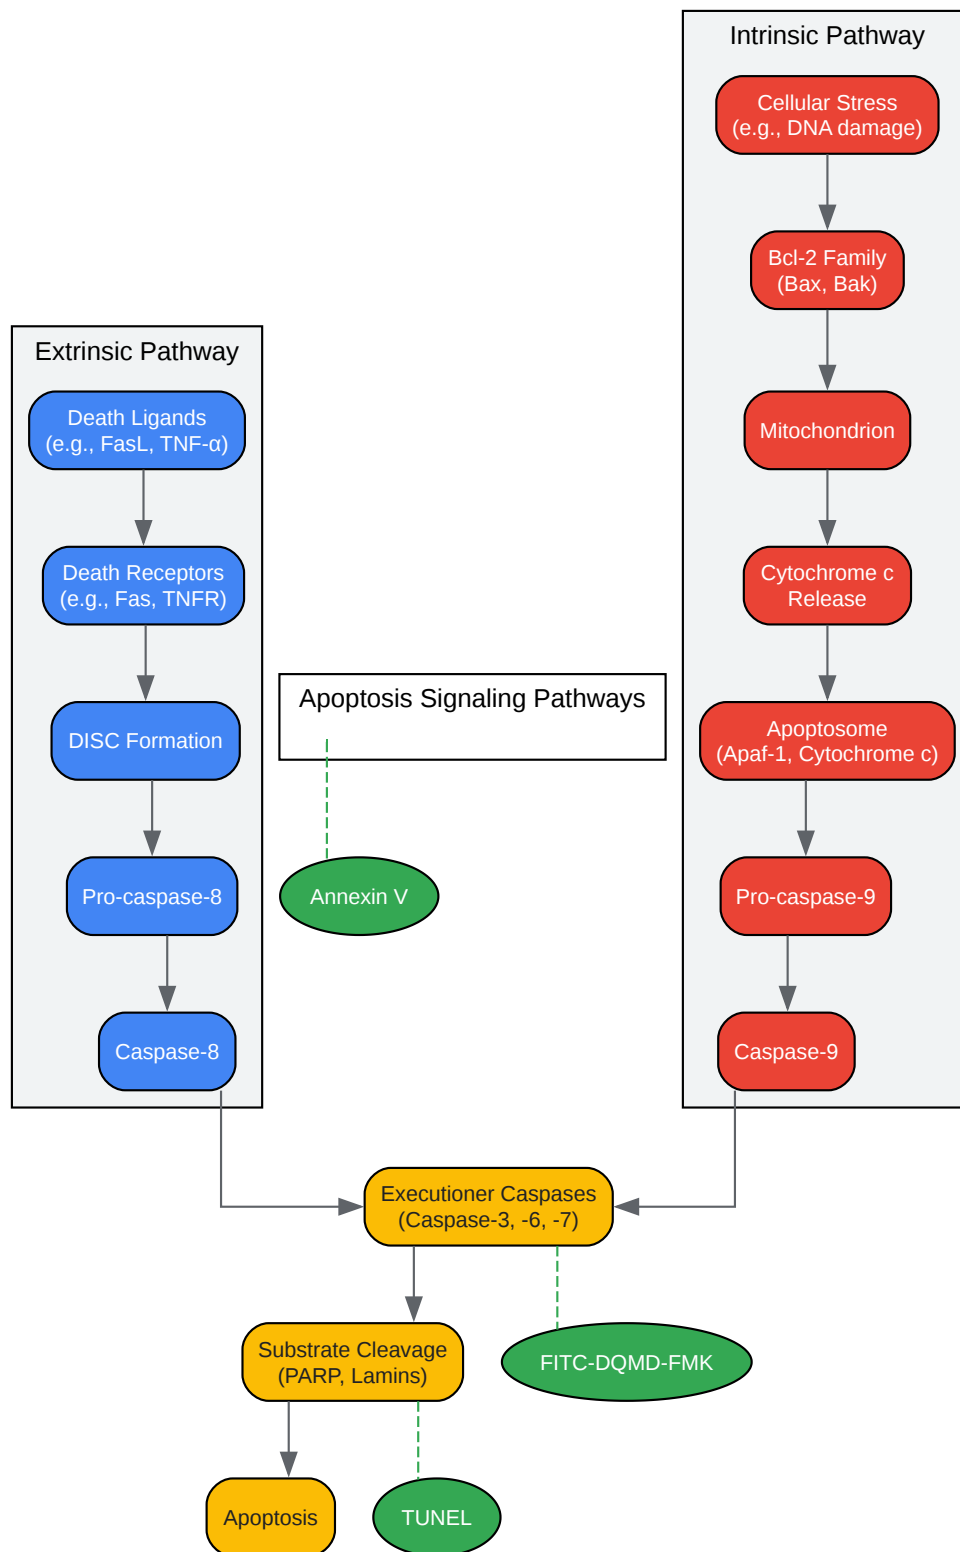 Intrinsic Pathway
Cellular Stress
(e.g., DNA damage)
Bcl-2 Family
(Bax, Bak)
Mitochondrion
Cytochrome c
Release
Apoptosome
(Apaf-1, Cytochrome c)
Pro-caspase-9
Caspase-9
Extrinsic Pathway
Death Ligands
(e.g., FasL, TNF-α)
Death Receptors
(e.g., Fas, TNFR)
DISC Formation
Pro-caspase-8
Caspase-8
Apoptosis Signaling Pathways
Annexin V
Executioner Caspases
(Caspase-3, -6, -7)
Substrate Cleavage
(PARP, Lamins)
FITC-DQMD-FMK
Apoptosis
TUNEL